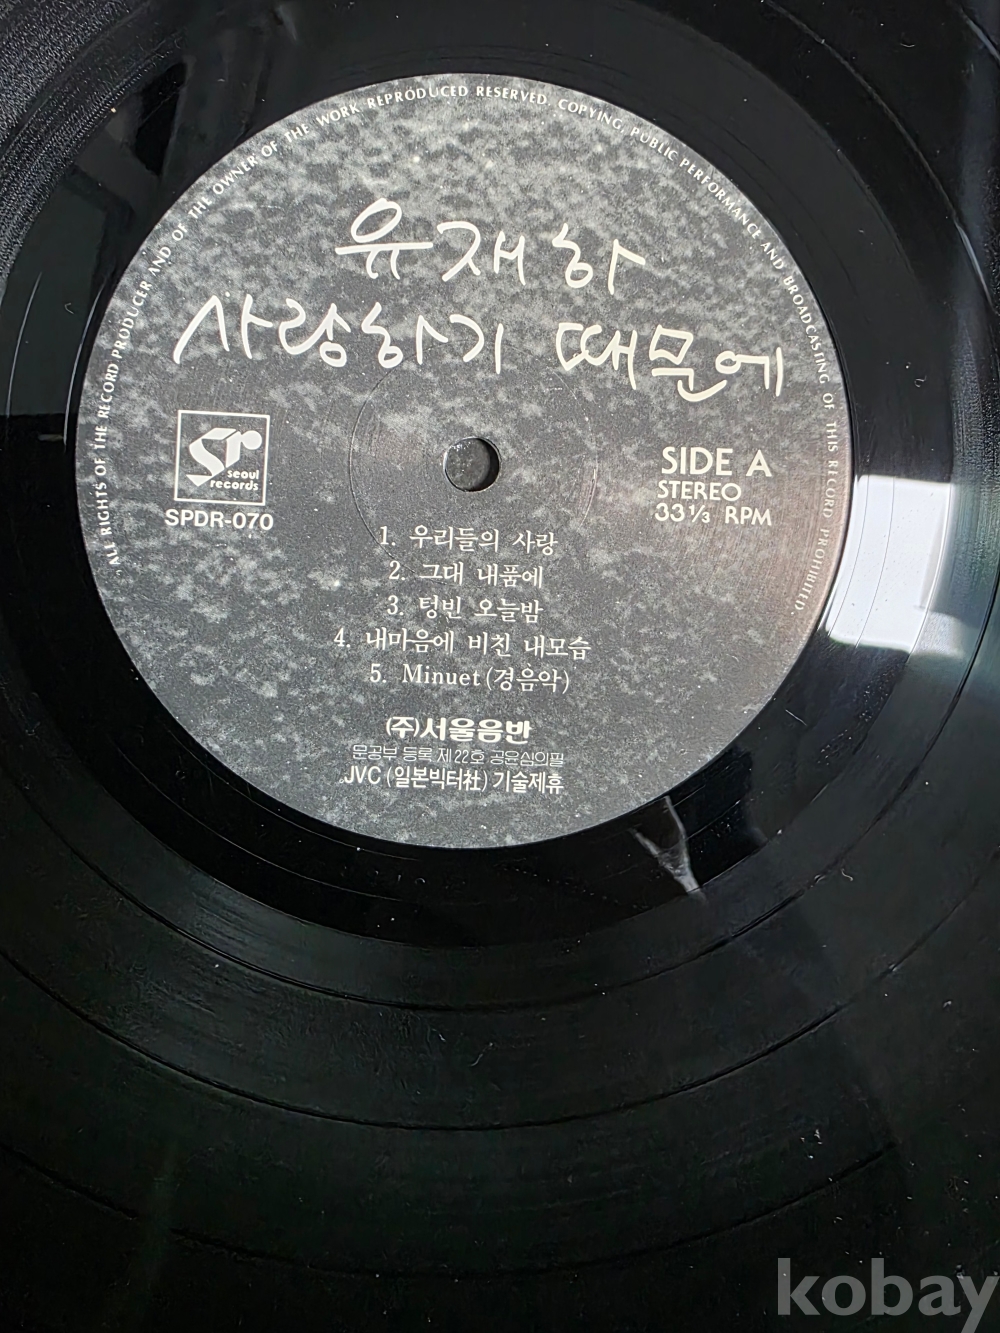 ALL RIGHTS OF THE RECORD PRODUCER AND OF THE OWNER OF THE WORK REPRODUCED RESERVED. COPYING, PUBLIC PERFORMANCE AND BROADCASTING OF THIS RECORD PROHIBITED.
유재하
사랑하기 때문에
sr
seoul
records
SPDR-070
SIDE A
STEREO
33⅓ RPM
1. 우리들의 사랑
2. 그대 내품에
3. 텅빈 오늘밤
4. 내마음에 비친 내모습
5. Minuet(경음악)
(주)서울음반
문공부 등록 제22호 공윤심의필
JVC (일본빅터社) 기술제휴
kobay